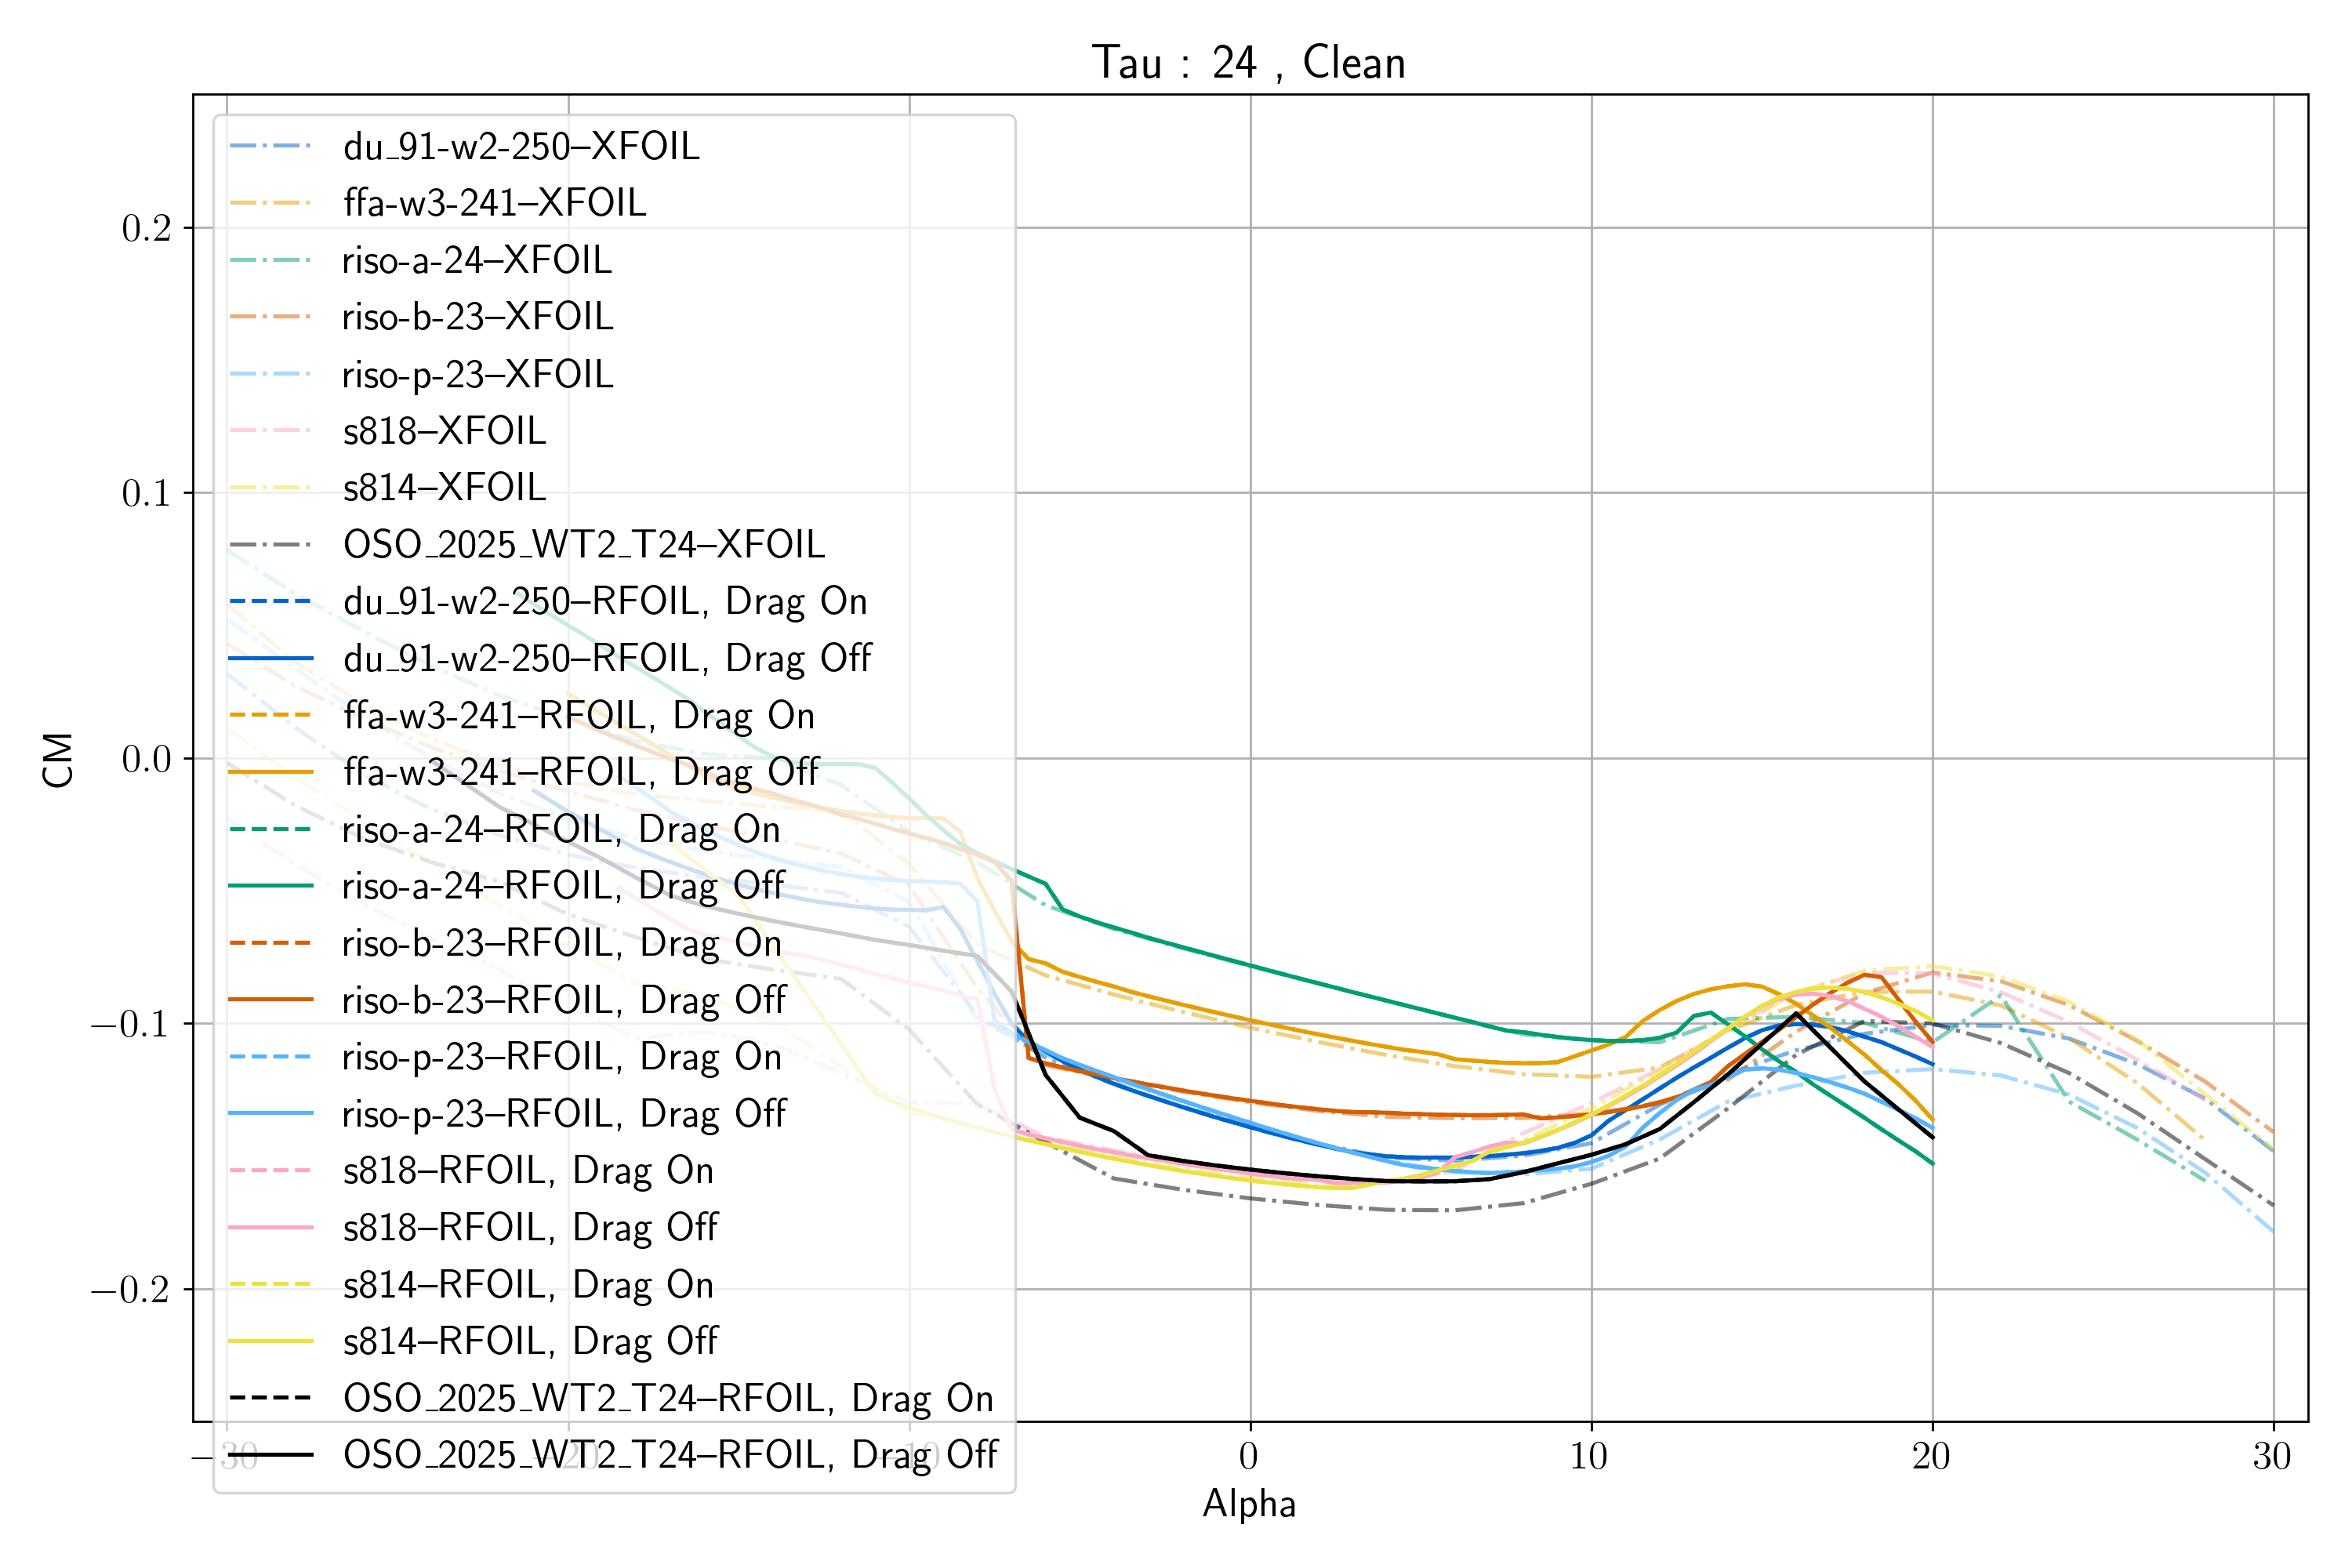 Tau : 24 , Clean
du_91-w2-250–XFOIL
ffa-w3-241–XFOIL
riso-a-24–XFOIL
riso-b-23–XFOIL
riso-p-23–XFOIL
s818–XFOIL
s814–XFOIL
OSO_2025_WT2_T24–XFOIL
du_91-w2-250–RFOIL, Drag On
du_91-w2-250–RFOIL, Drag Off
ffa-w3-241–RFOIL, Drag On
ffa-w3-241–RFOIL, Drag Off
riso-a-24–RFOIL, Drag On
riso-a-24–RFOIL, Drag Off
riso-b-23–RFOIL, Drag On
riso-b-23–RFOIL, Drag Off
riso-p-23–RFOIL, Drag On
riso-p-23–RFOIL, Drag Off
s818–RFOIL, Drag On
s818–RFOIL, Drag Off
s814–RFOIL, Drag On
s814–RFOIL, Drag Off
OSO_2025_WT2_T24–RFOIL, Drag On
OSO_2025_WT2_T24–RFOIL, Drag Off
0.2
0.1
0.0
−0.1
−0.2
CM
−30 −20 −10 0 10 20 30
Alpha